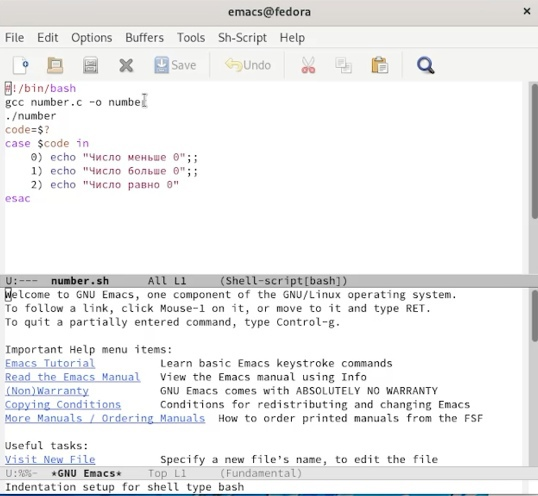 emacs@fedora
File Edit Options Buffers Tools Sh-Script Help
Save Undo
#!/bin/bash
gcc number.c -o number
./number
code=$?
case $code in
    0) echo "Число меньше 0";;
    1) echo "Число больше 0";;
    2) echo "Число равно 0"
esac
U:--- number.sh All L1 (Shell-script[bash])
Welcome to GNU Emacs, one component of the GNU/Linux operating system.
To follow a link, click Mouse-1 on it, or move to it and type RET.
To quit a partially entered command, type Control-g.
Important Help menu items:
Emacs Tutorial Learn basic Emacs keystroke commands
Read the Emacs Manual View the Emacs manual using Info
(Non)Warranty GNU Emacs comes with ABSOLUTELY NO WARRANTY
Copying Conditions Conditions for redistributing and changing Emacs
More Manuals / Ordering Manuals How to order printed manuals from the FSF
Useful tasks:
Visit New File Specify a new file's name, to edit the file
U:%%- *GNU Emacs* Top L1 (Fundamental)
Indentation setup for shell type bash